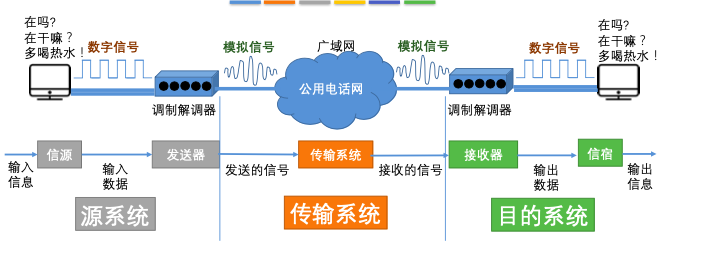 在吗?
在干嘛？
多喝热水！
数字信号
模拟信号
广域网
公用电话网
模拟信号
数字信号
在吗?
在干嘛？
多喝热水！
调制解调器
调制解调器
输入
信息
信源
输入
数据
发送器
发送的信号
传输系统
接收的信号
接收器
输出
数据
信宿
输出
信息
源系统
传输系统
目的系统